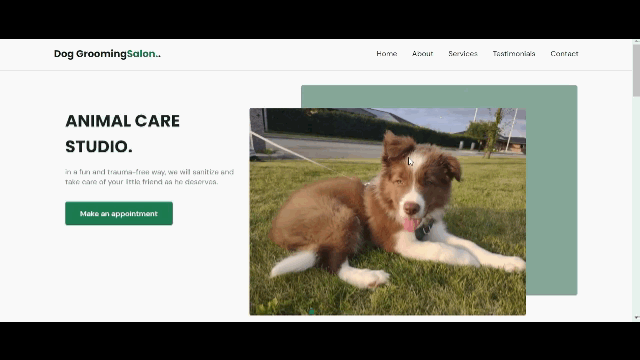 Dog GroomingSalon..
Home About Services Testimonials Contact
ANIMAL CARE
STUDIO.
in a fun and trauma-free way, we will sanitize and
take care of your little friend as he deserves.
Make an appointment